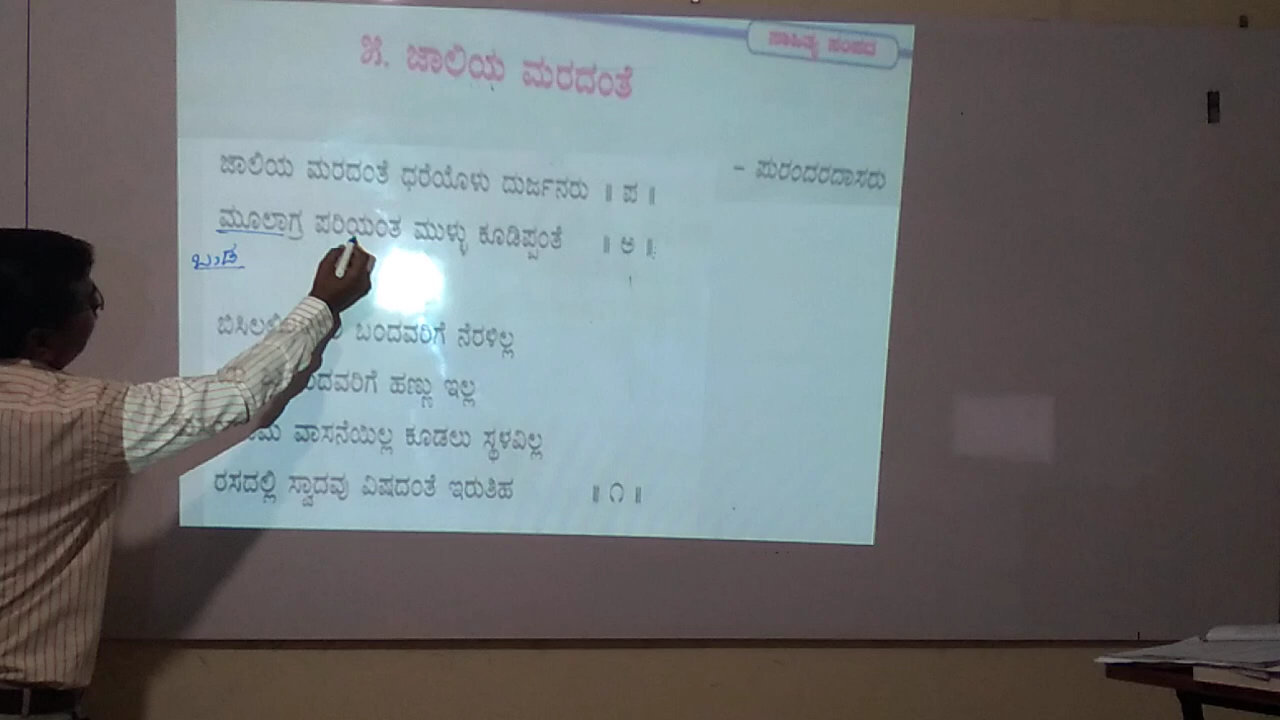 ಸಾಹಿತ್ಯ ಸಂಪದ
೫. ಜಾಲಿಯ ಮರದಂತೆ
– ಪುರಂದರದಾಸರು
ಜಾಲಿಯ ಮರದಂತೆ ಧರೆಯೊಳು ದುರ್ಜನರು ॥ ಪ ॥
ಮೂಲಾಗ್ರ ಪರಿಯಂತ ಮುಳ್ಳು ಕೂಡಿಪ್ಪಂತೆ ॥ ಅ ॥
ಬಂದವರಿಗೆ ನೆರಳಿಲ್ಲ
ಹಣ್ಣು ಇಲ್ಲ
ವಾಸನೆಯಿಲ್ಲ ಕೂಡಲು ಸ್ಥಳವಿಲ್ಲ
ರಸದಲ್ಲಿ ಸ್ವಾದವು ವಿಷದಂತೆ ಇರುತಿಹ ॥ ೧ ॥